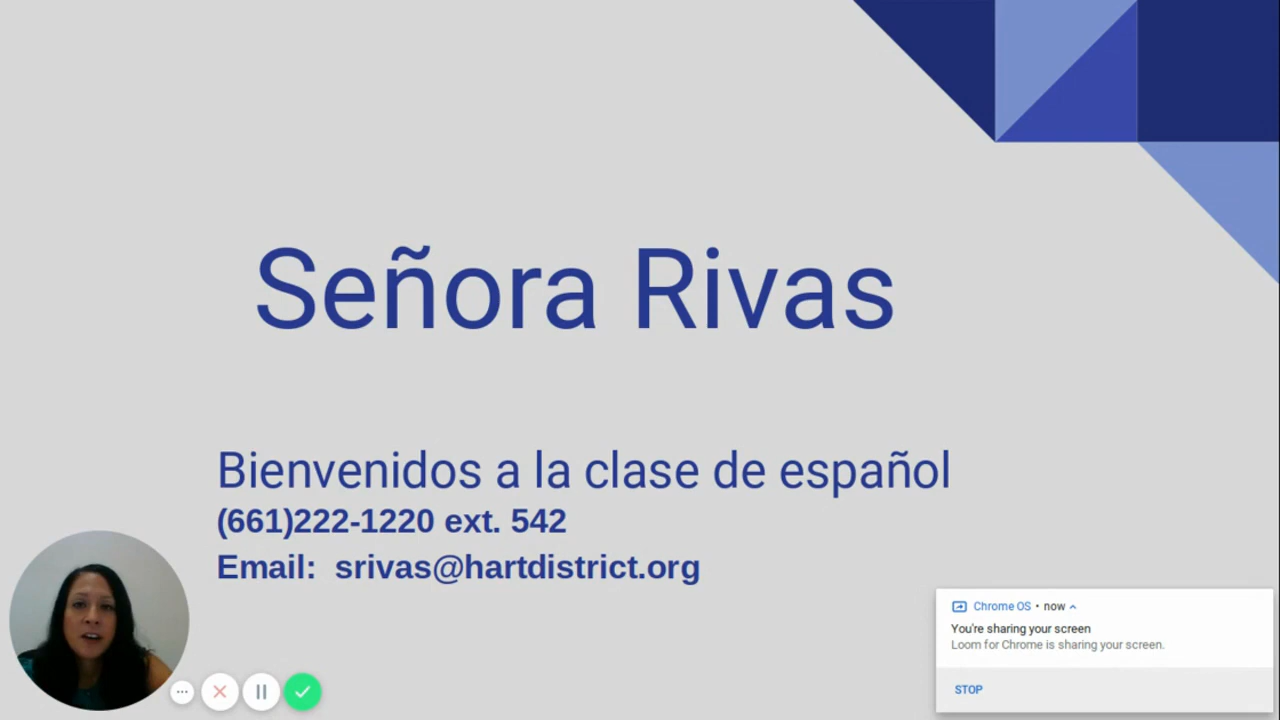 Señora Rivas
Bienvenidos a la clase de español
(661)222-1220 ext. 542
Email: srivas@hartdistrict.org
Chrome OS • now
You're sharing your screen
Loom for Chrome is sharing your screen.
STOP